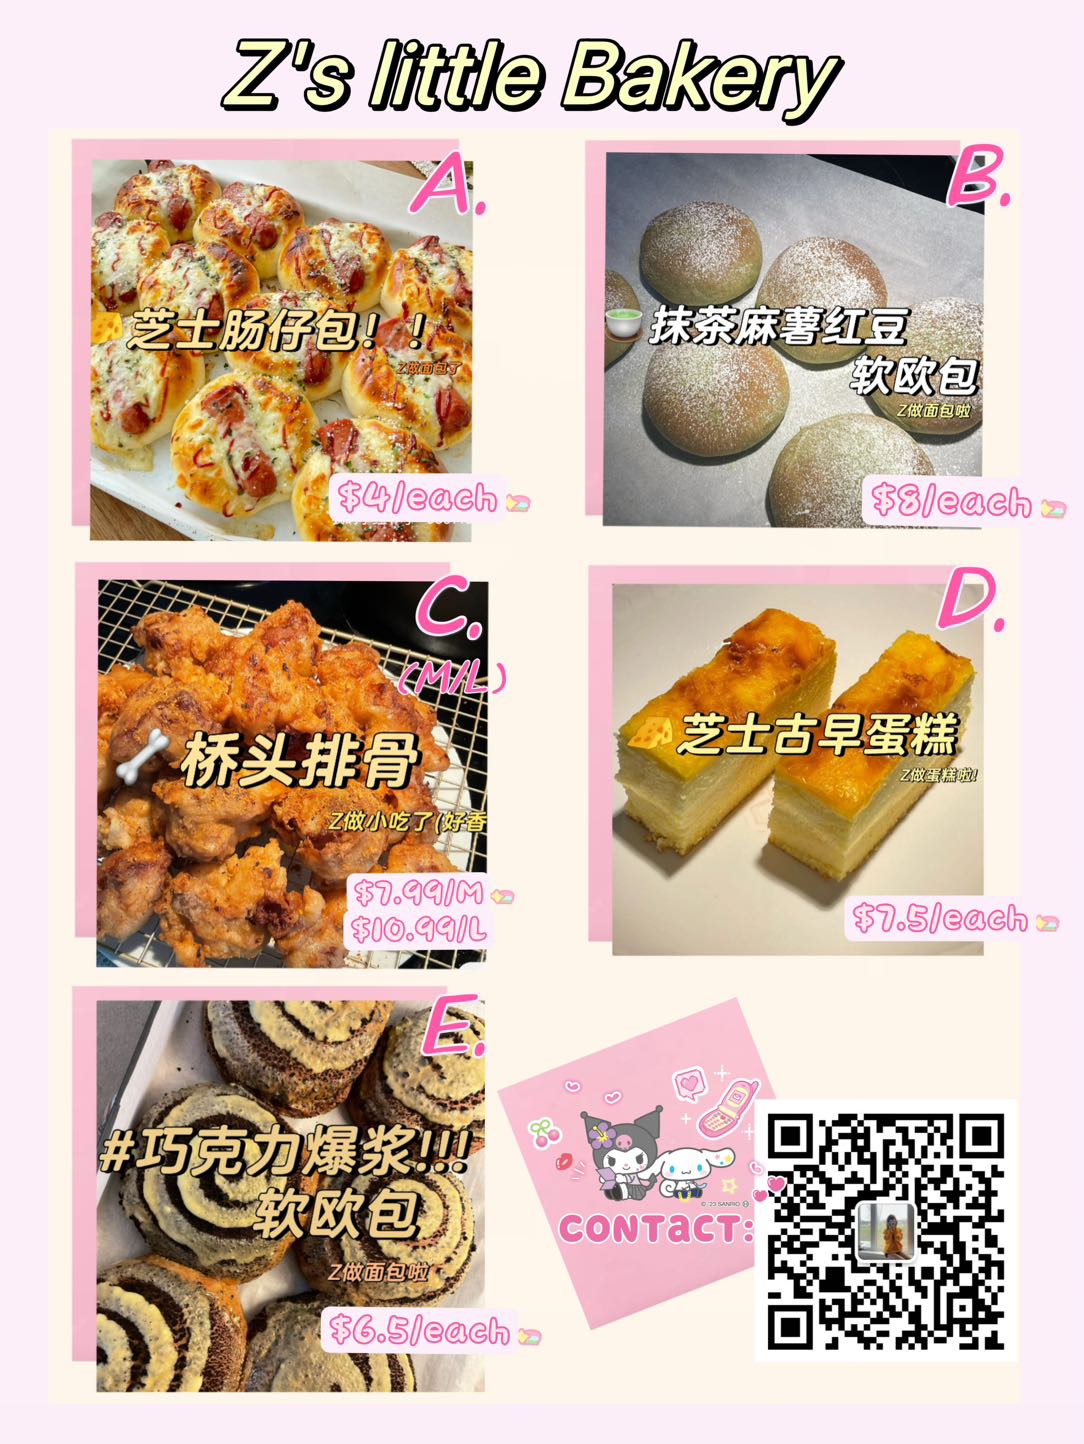 Z's little Bakery
A.
芝士肠仔包！！
Z做面包了
$4/each
B.
抹茶麻薯红豆
软欧包
Z做面包啦
$8/each
C.
(M/L)
桥头排骨
Z做小吃了(好香
$7.99/M
$10.99/L
D.
芝士古早蛋糕
Z做蛋糕啦!
$7.5/each
E.
#巧克力爆浆!!!
软欧包
Z做面包啦
$6.5/each
© '23 SANRIO
CONTACT: